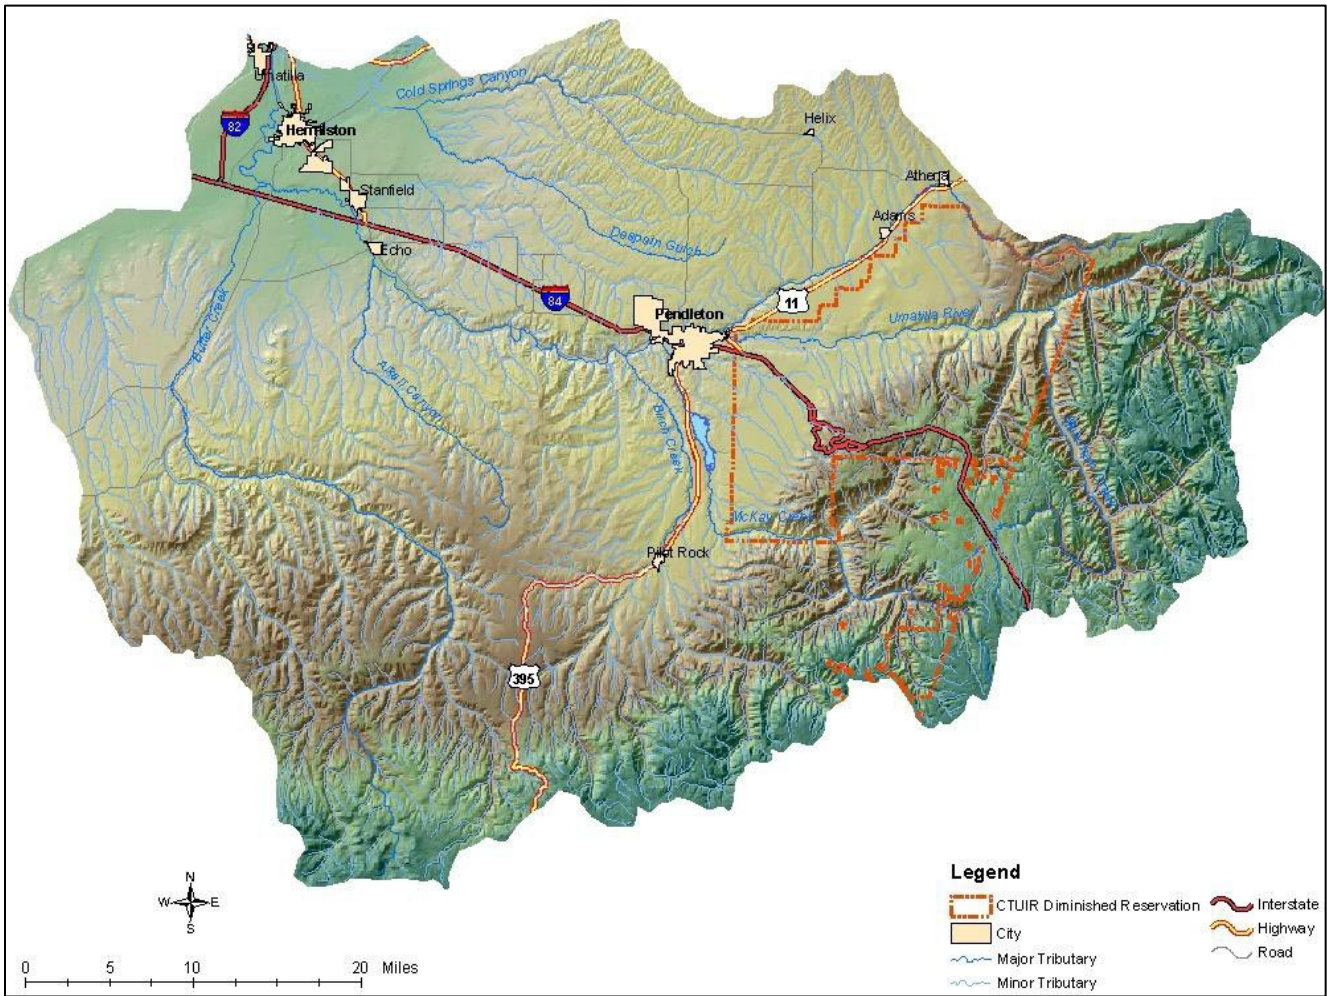 Umatilla
82
Hermiston
Cold Springs Canyon
Helix
Athena
Stanfield
Adams
Echo
Despain Gulch
84
Pendleton
11
Umatilla River
Butter Creek
Alkali Canyon
Birch Creek
McKay Creek
Pilot Rock
395
N
W E
S
0 5 10 20 Miles
Legend
CTUIR Diminished Reservation
City
Major Tributary
Minor Tributary
Interstate
Highway
Road